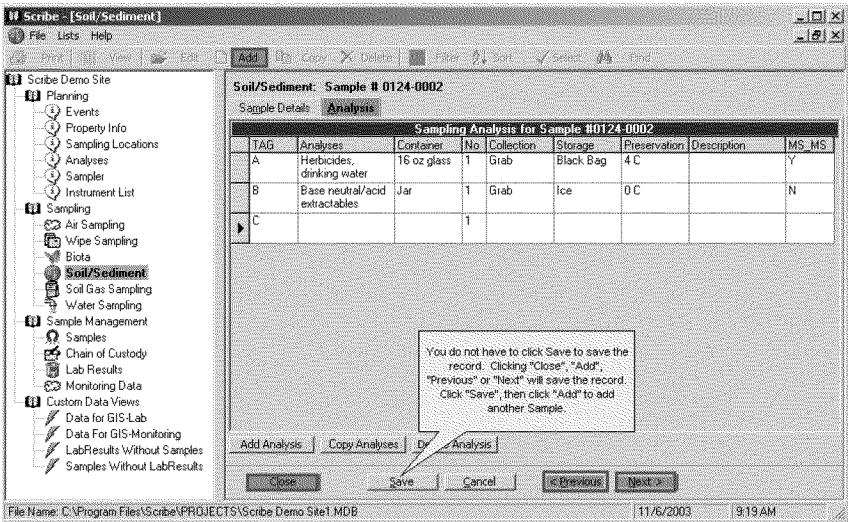 Scribe - [Soil/Sediment]
File Lists Help
Print View Edit Add Copy Delete Filter Sort Select Find
Scribe Demo Site
Planning
Events
Property Info
Sampling Locations
Analyses
Sampler
Instrument List
Sampling
Air Sampling
Wipe Sampling
Biota
Soil/Sediment
Soil Gas Sampling
Water Sampling
Sample Management
Samples
Chain of Custody
Lab Results
Monitoring Data
Custom Data Views
Data for GIS-Lab
Data For GIS-Monitoring
LabResults Without Samples
Samples Without LabResults
Soil/Sediment: Sample # 0124-0002
Sample Details Analysis
Sampling Analysis for Sample #0124-0002
TAG Analyses Container No Collection Storage Preservation Description MS_MS
A Herbicides, drinking water 16 oz glass 1 Grab Black Bag 4 C Y
B Base neutral/acid extractables Jar 1 Grab Ice 0 C N
C 1
You do not have to click Save to save the
record. Clicking "Close", "Add",
"Previous" or "Next" will save the record.
Click "Save", then click "Add" to add
another Sample.
Add Analysis Copy Analyses Analysis
Close Save Cancel < Previous Next >
File Name: C:\Program Files\Scribe\PROJECTS\Scribe Demo Site1.MDB 11/6/2003 9:19 AM